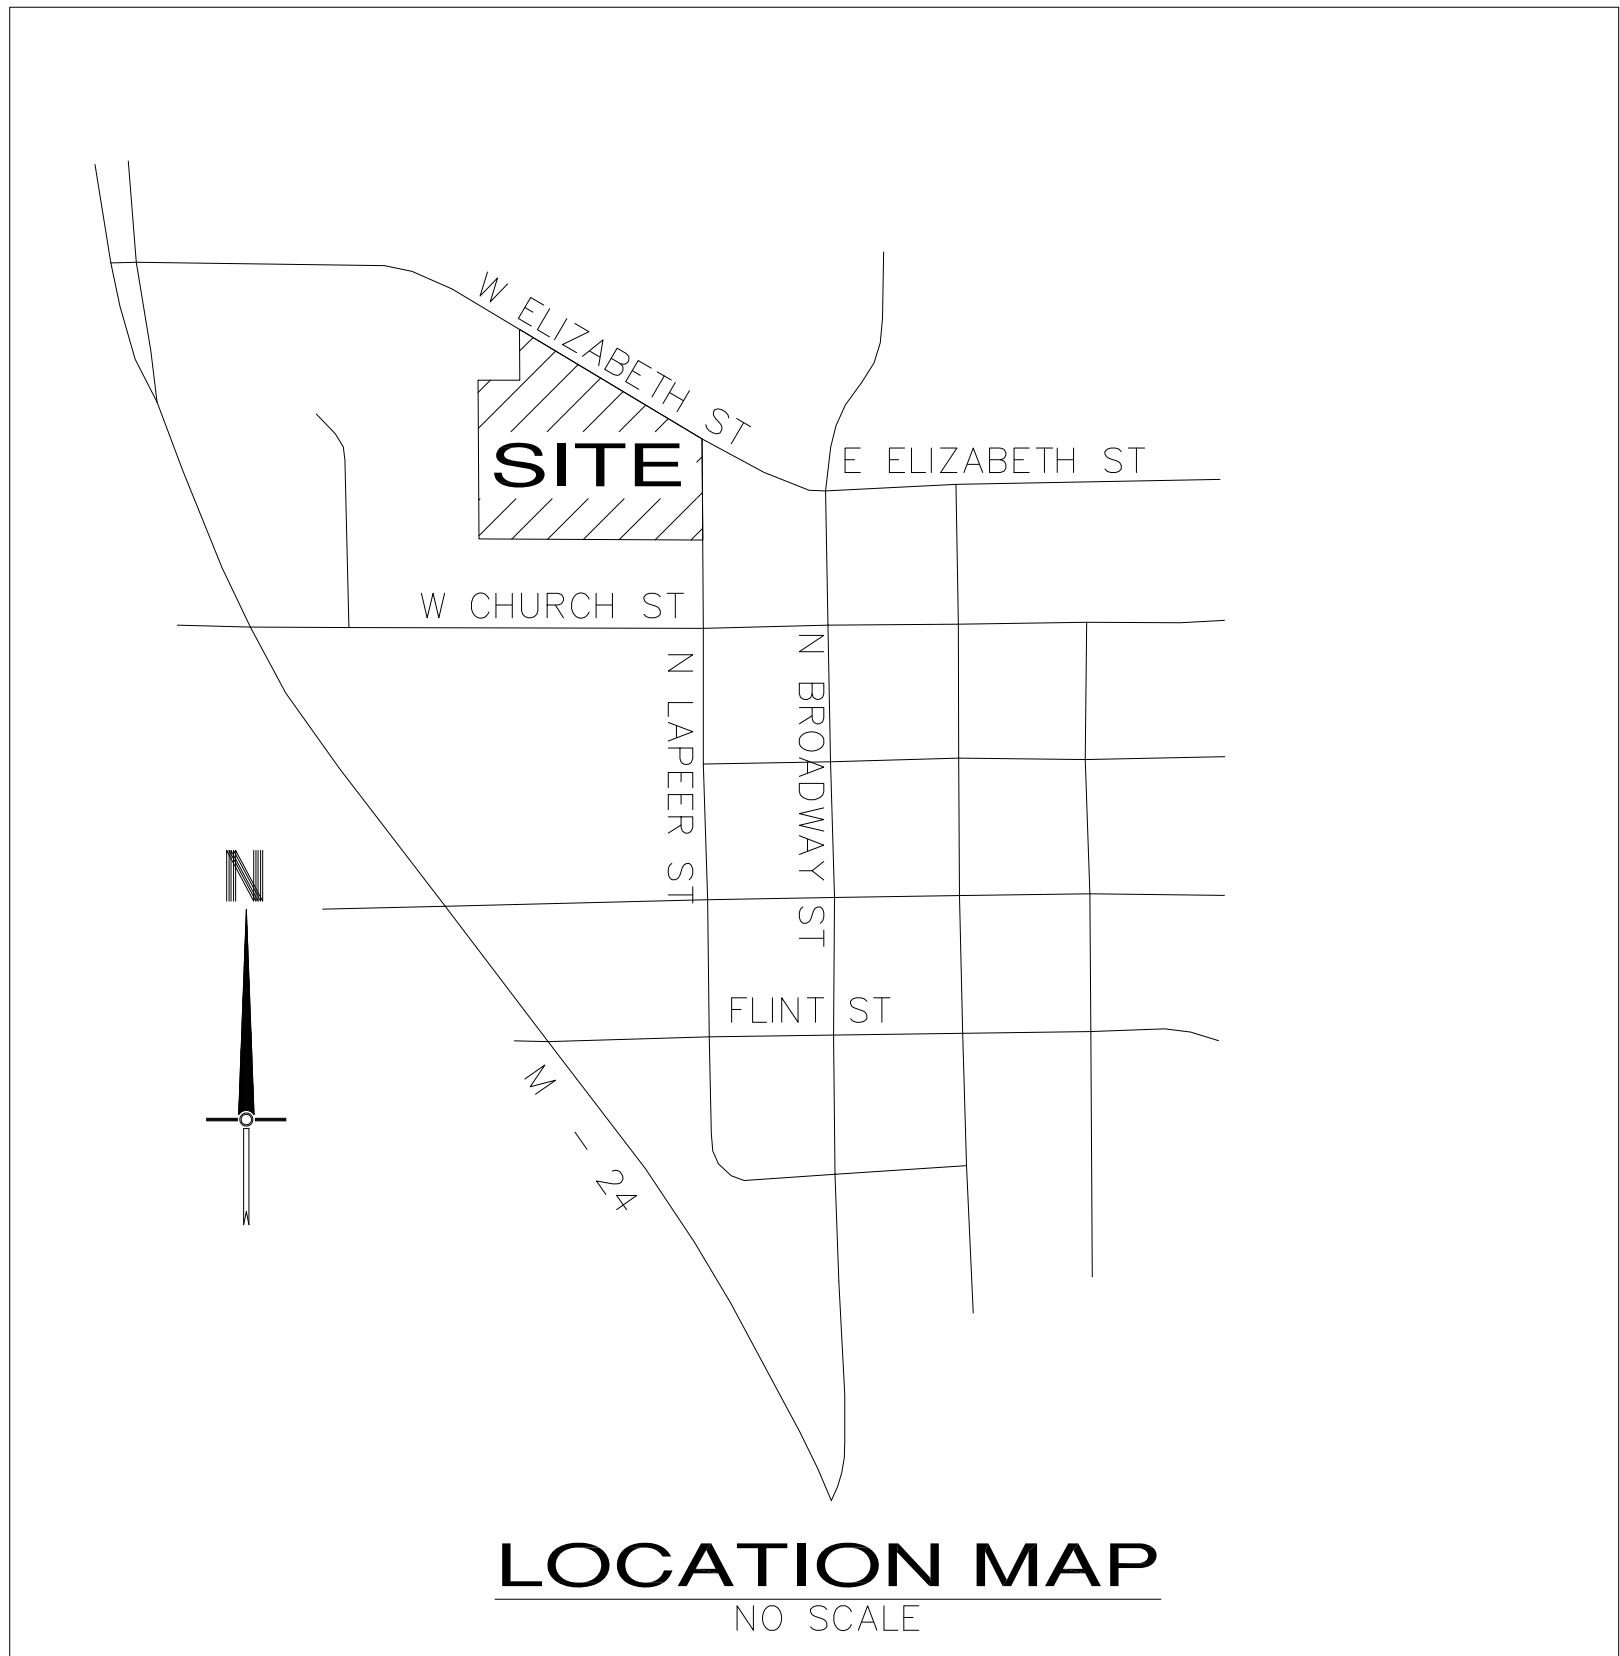 W ELIZABETH ST
E ELIZABETH ST
SITE
W CHURCH ST
N LAPEER ST
N BROADWAY ST
N
FLINT ST
M - 24
LOCATION MAP
NO SCALE